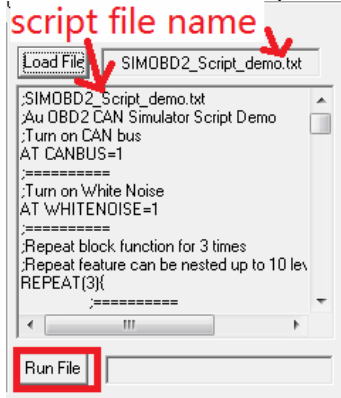 script file name
Load File
SIMOBD2_Script_demo.txt
;SIMOBD2_Script_demo.txt
;Au OBD2 CAN Simulator Script Demo
;Turn on CAN bus
AT CANBUS=1
;==========
;Turn on White Noise
AT WHITENOISE=1
;==========
;Repeat block function for 3 times
;Repeat feature can be nested up to 10 lev
REPEAT(3){
;==========
Run File